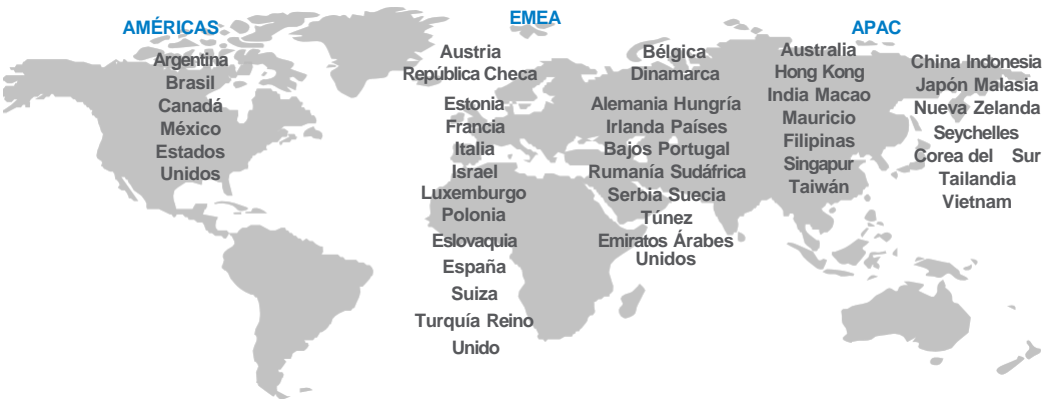 AMÉRICAS
Argentina
Brasil
Canadá
México
Estados
Unidos
EMEA
Austria
República Checa
Estonia
Francia
Italia
Israel
Luxemburgo
Polonia
Eslovaquia
España
Suiza
Turquía Reino
Unido
Bélgica
Dinamarca
Alemania Hungría
Irlanda Países
Bajos Portugal
Rumanía Sudáfrica
Serbia Suecia
Túnez
Emiratos Árabes
Unidos
APAC
Australia
Hong Kong
India Macao
Mauricio
Filipinas
Singapur
Taiwán
China Indonesia
Japón Malasia
Nueva Zelanda
Seychelles
Corea del Sur
Tailandia
Vietnam